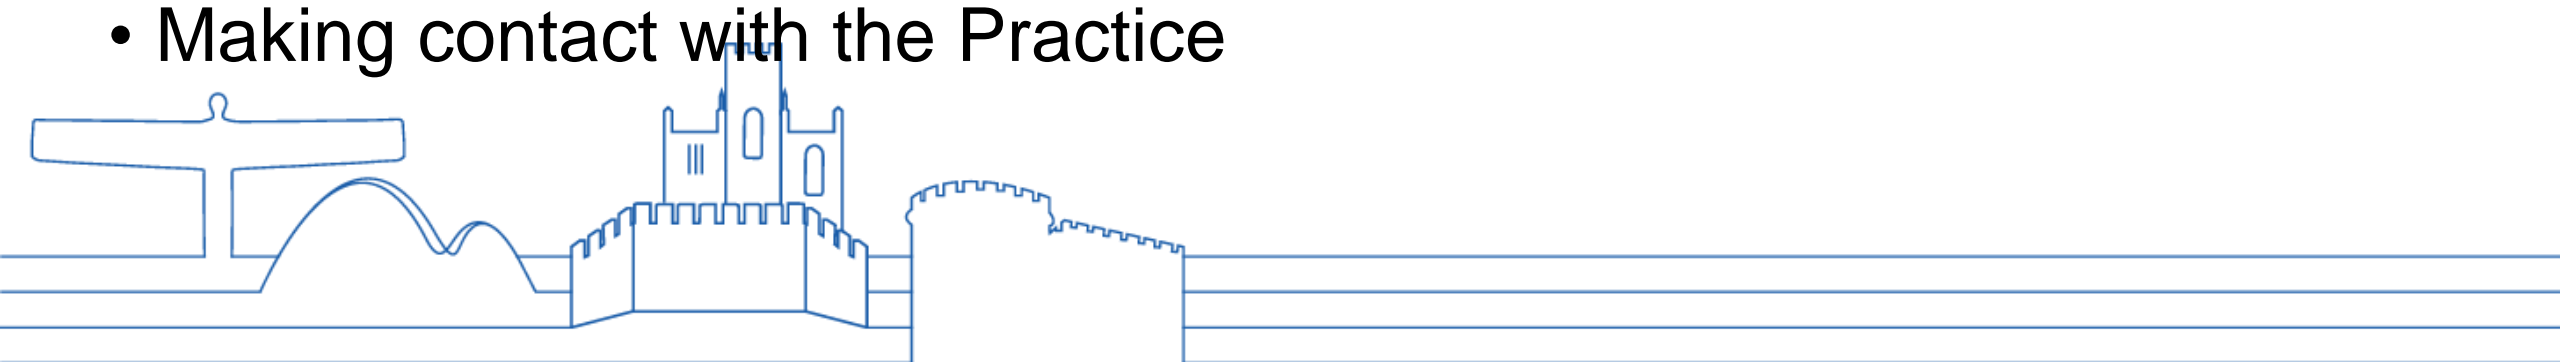 • Making contact with the Practice